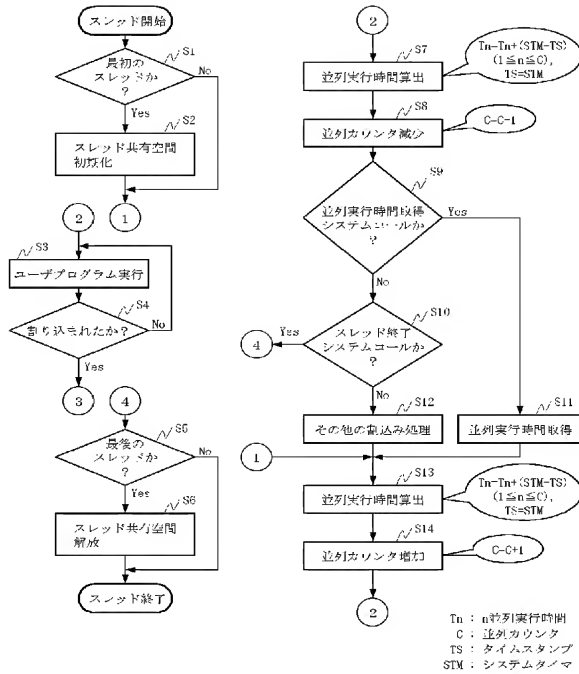 スレッド開始
S1
最初の
スレッドか
?
No
Yes
S2
スレッド共有空間
初期化
1
2
S3
ユーザプログラム実行
S4
割り込まれたか?
No
Yes
3
4
S5
最後の
スレッドか
?
No
Yes
S6
スレッド共有空間
解放
スレッド終了
2
S7
並列実行時間算出
Tn←Tn+(STM-TS)
(1≦n≦C),
TS=STM
S8
並列カウンタ減少
C←C-1
S9
並列実行時間取得
システムコールか
?
Yes
No
S10
スレッド終了
システムコールか
?
Yes
4
No
S12
その他の割込み処理
S11
並列実行時間取得
1
S13
並列実行時間算出
Tn←Tn+(STM-TS)
(1≦n≦C),
TS=STM
S14
並列カウンタ増加
C←C+1
2
Tn : n並列実行時間
C : 並列カウンタ
TS : タイムスタンプ
STM : システムタイマ